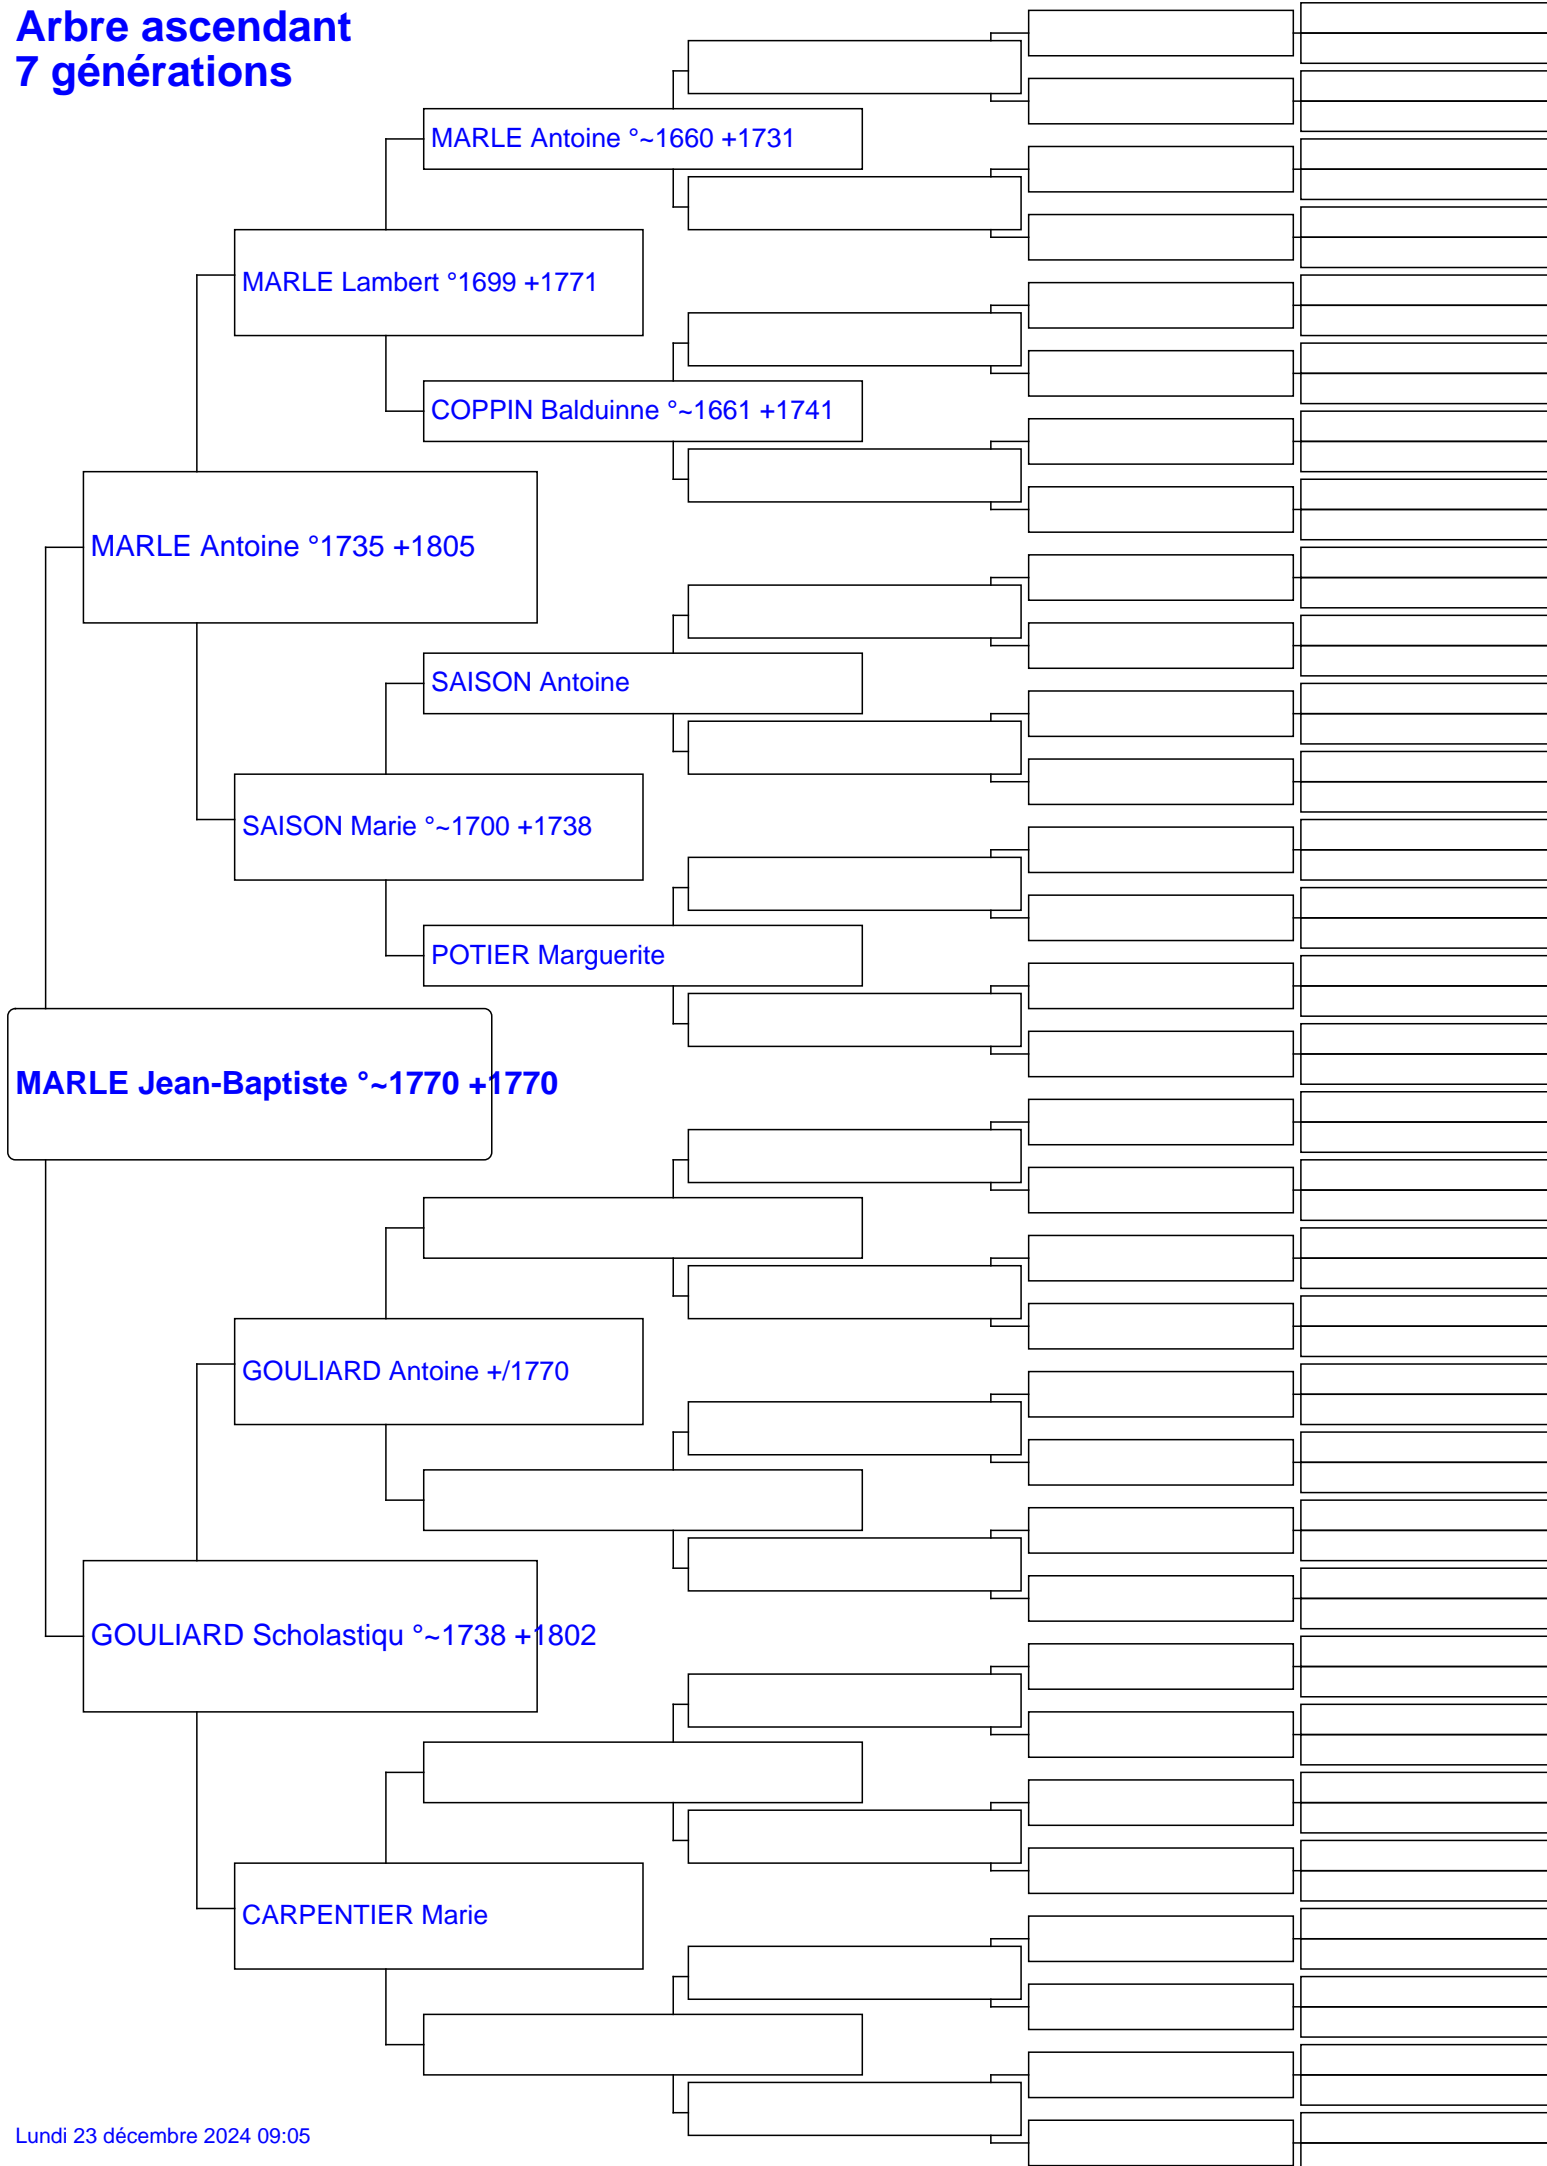 Arbre ascendant
7 générations
MARLE Antoine °~1660 +1731
MARLE Lambert °1699 +1771
COPPIN Balduinne °~1661 +1741
MARLE Antoine °1735 +1805
SAISON Antoine
SAISON Marie °~1700 +1738
POTIER Marguerite
MARLE Jean-Baptiste °~1770 +1770
GOULIARD Antoine +/1770
GOULIARD Scholastiqu °~1738 +1802
CARPENTIER Marie
Lundi 23 décembre 2024 09:05